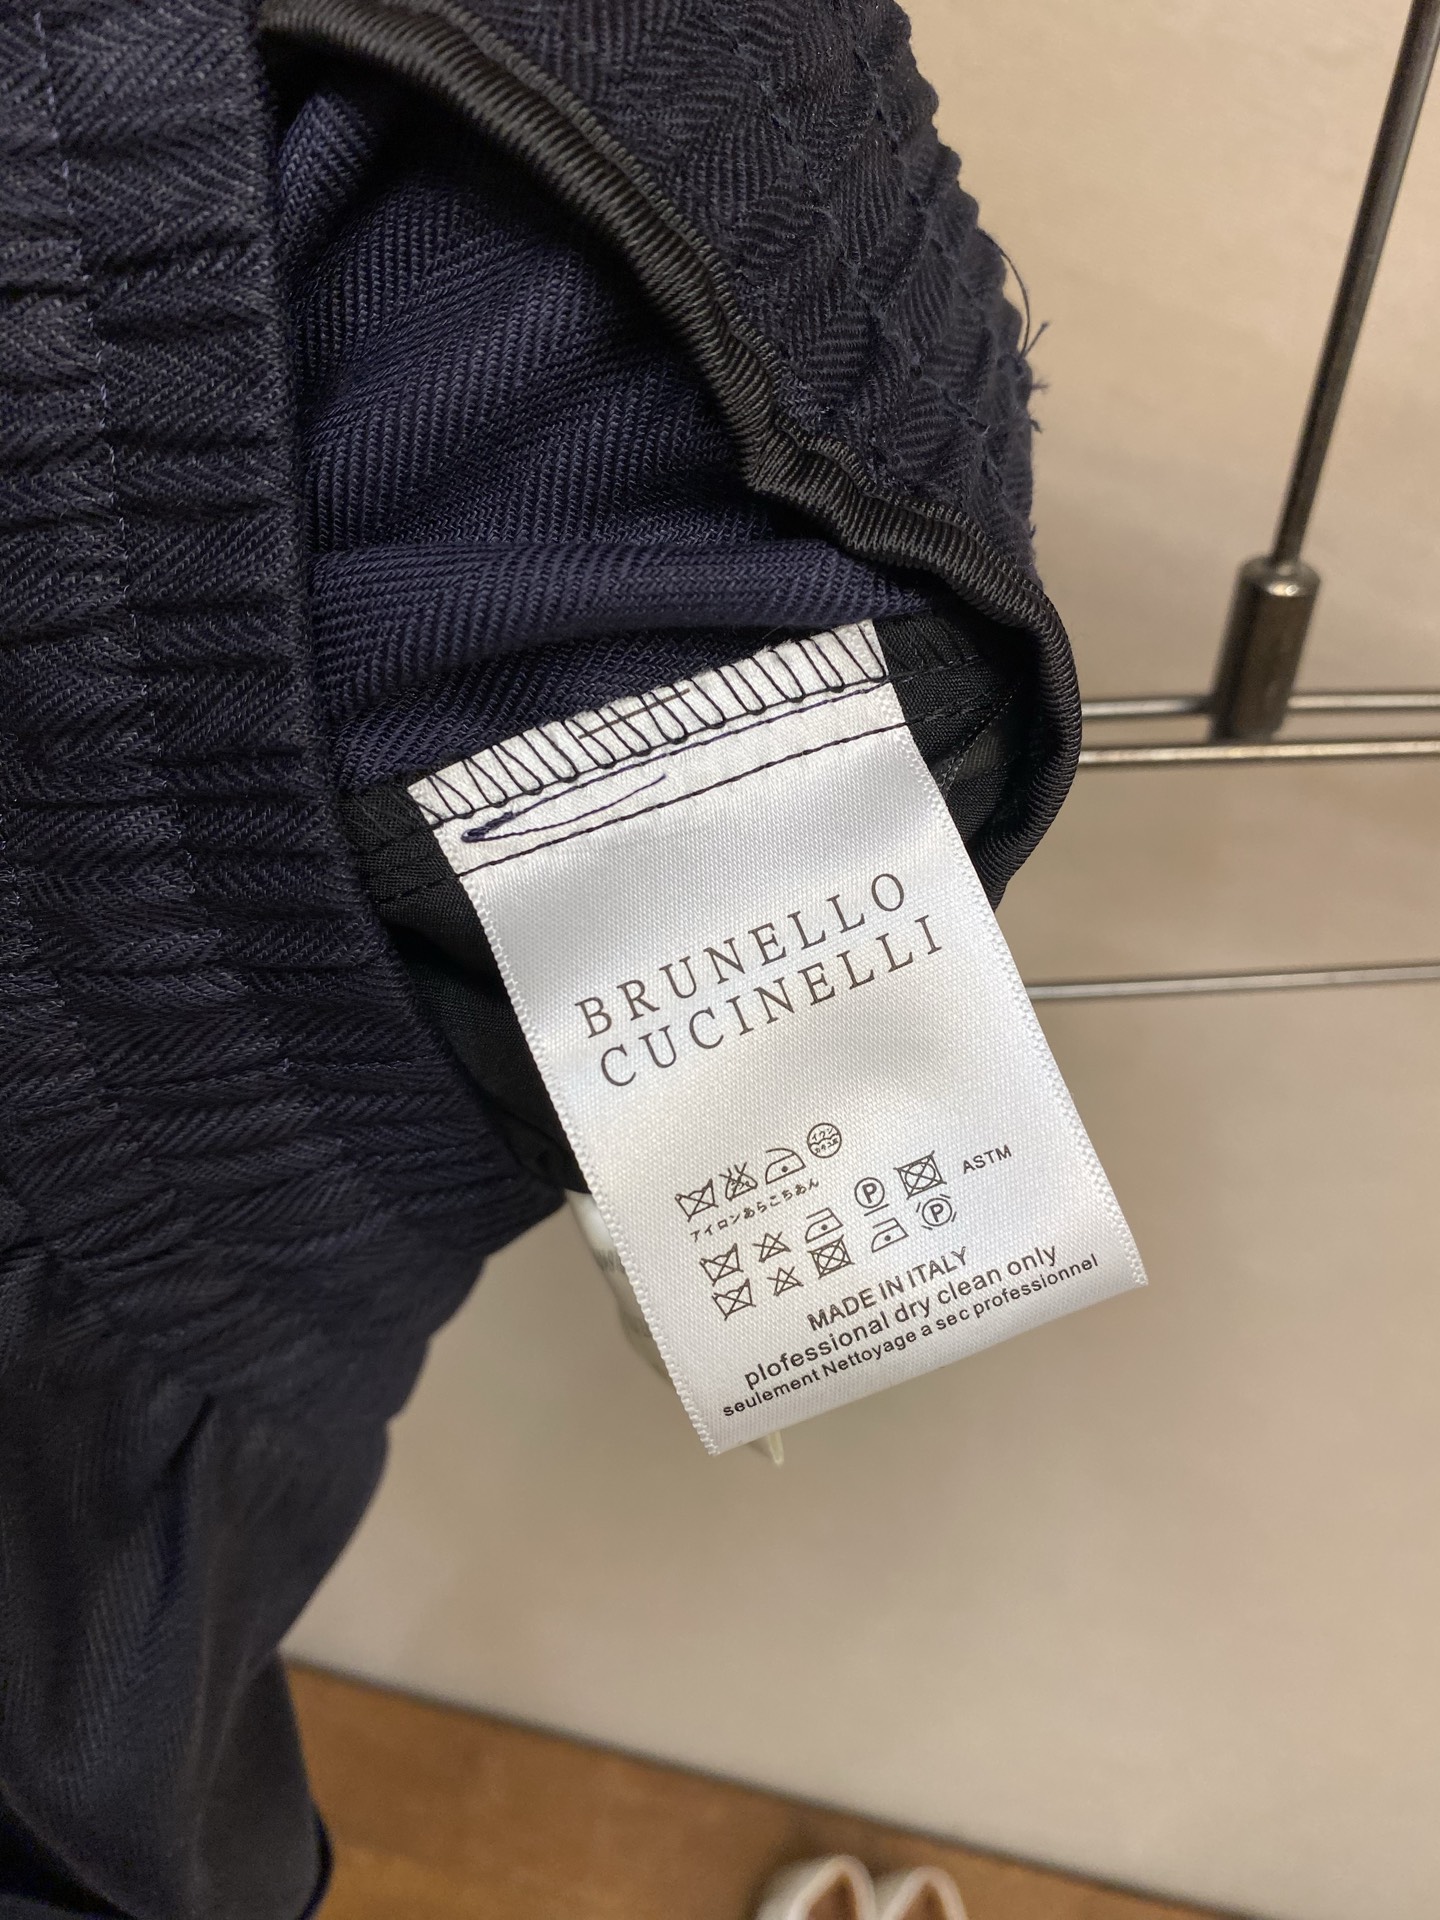 BRUNELLO
CUCINELLI
アイロンあらこちあん
P
ASTM
P
MADE IN ITALY
plofessional dry clean only
seulement Nettoyage a sec professionnel